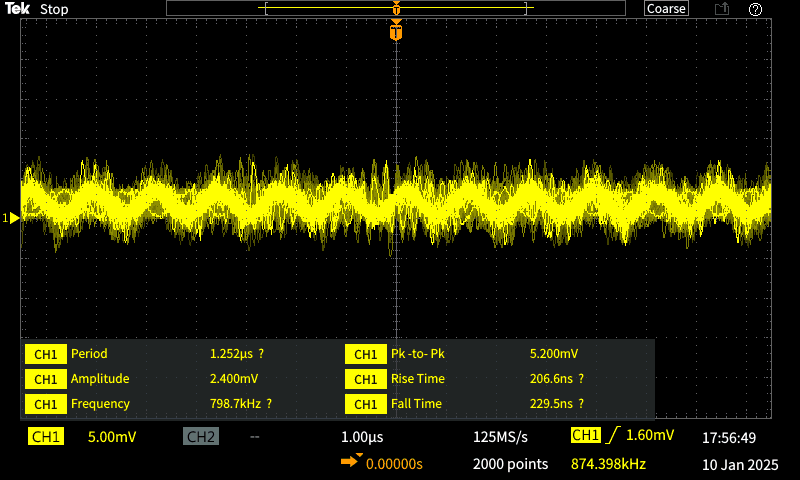 Tek Stop Coarse
T
T
1
CH1 Period 1.252µs ? CH1 Pk -to- Pk 5.200mV
CH1 Amplitude 2.400mV CH1 Rise Time 206.6ns ?
CH1 Frequency 798.7kHz ? CH1 Fall Time 229.5ns ?
CH1 5.00mV CH2 -- 1.00µs 125MS/s CH1 1.60mV 17:56:49
0.00000s 2000 points 874.398kHz 10 Jan 2025